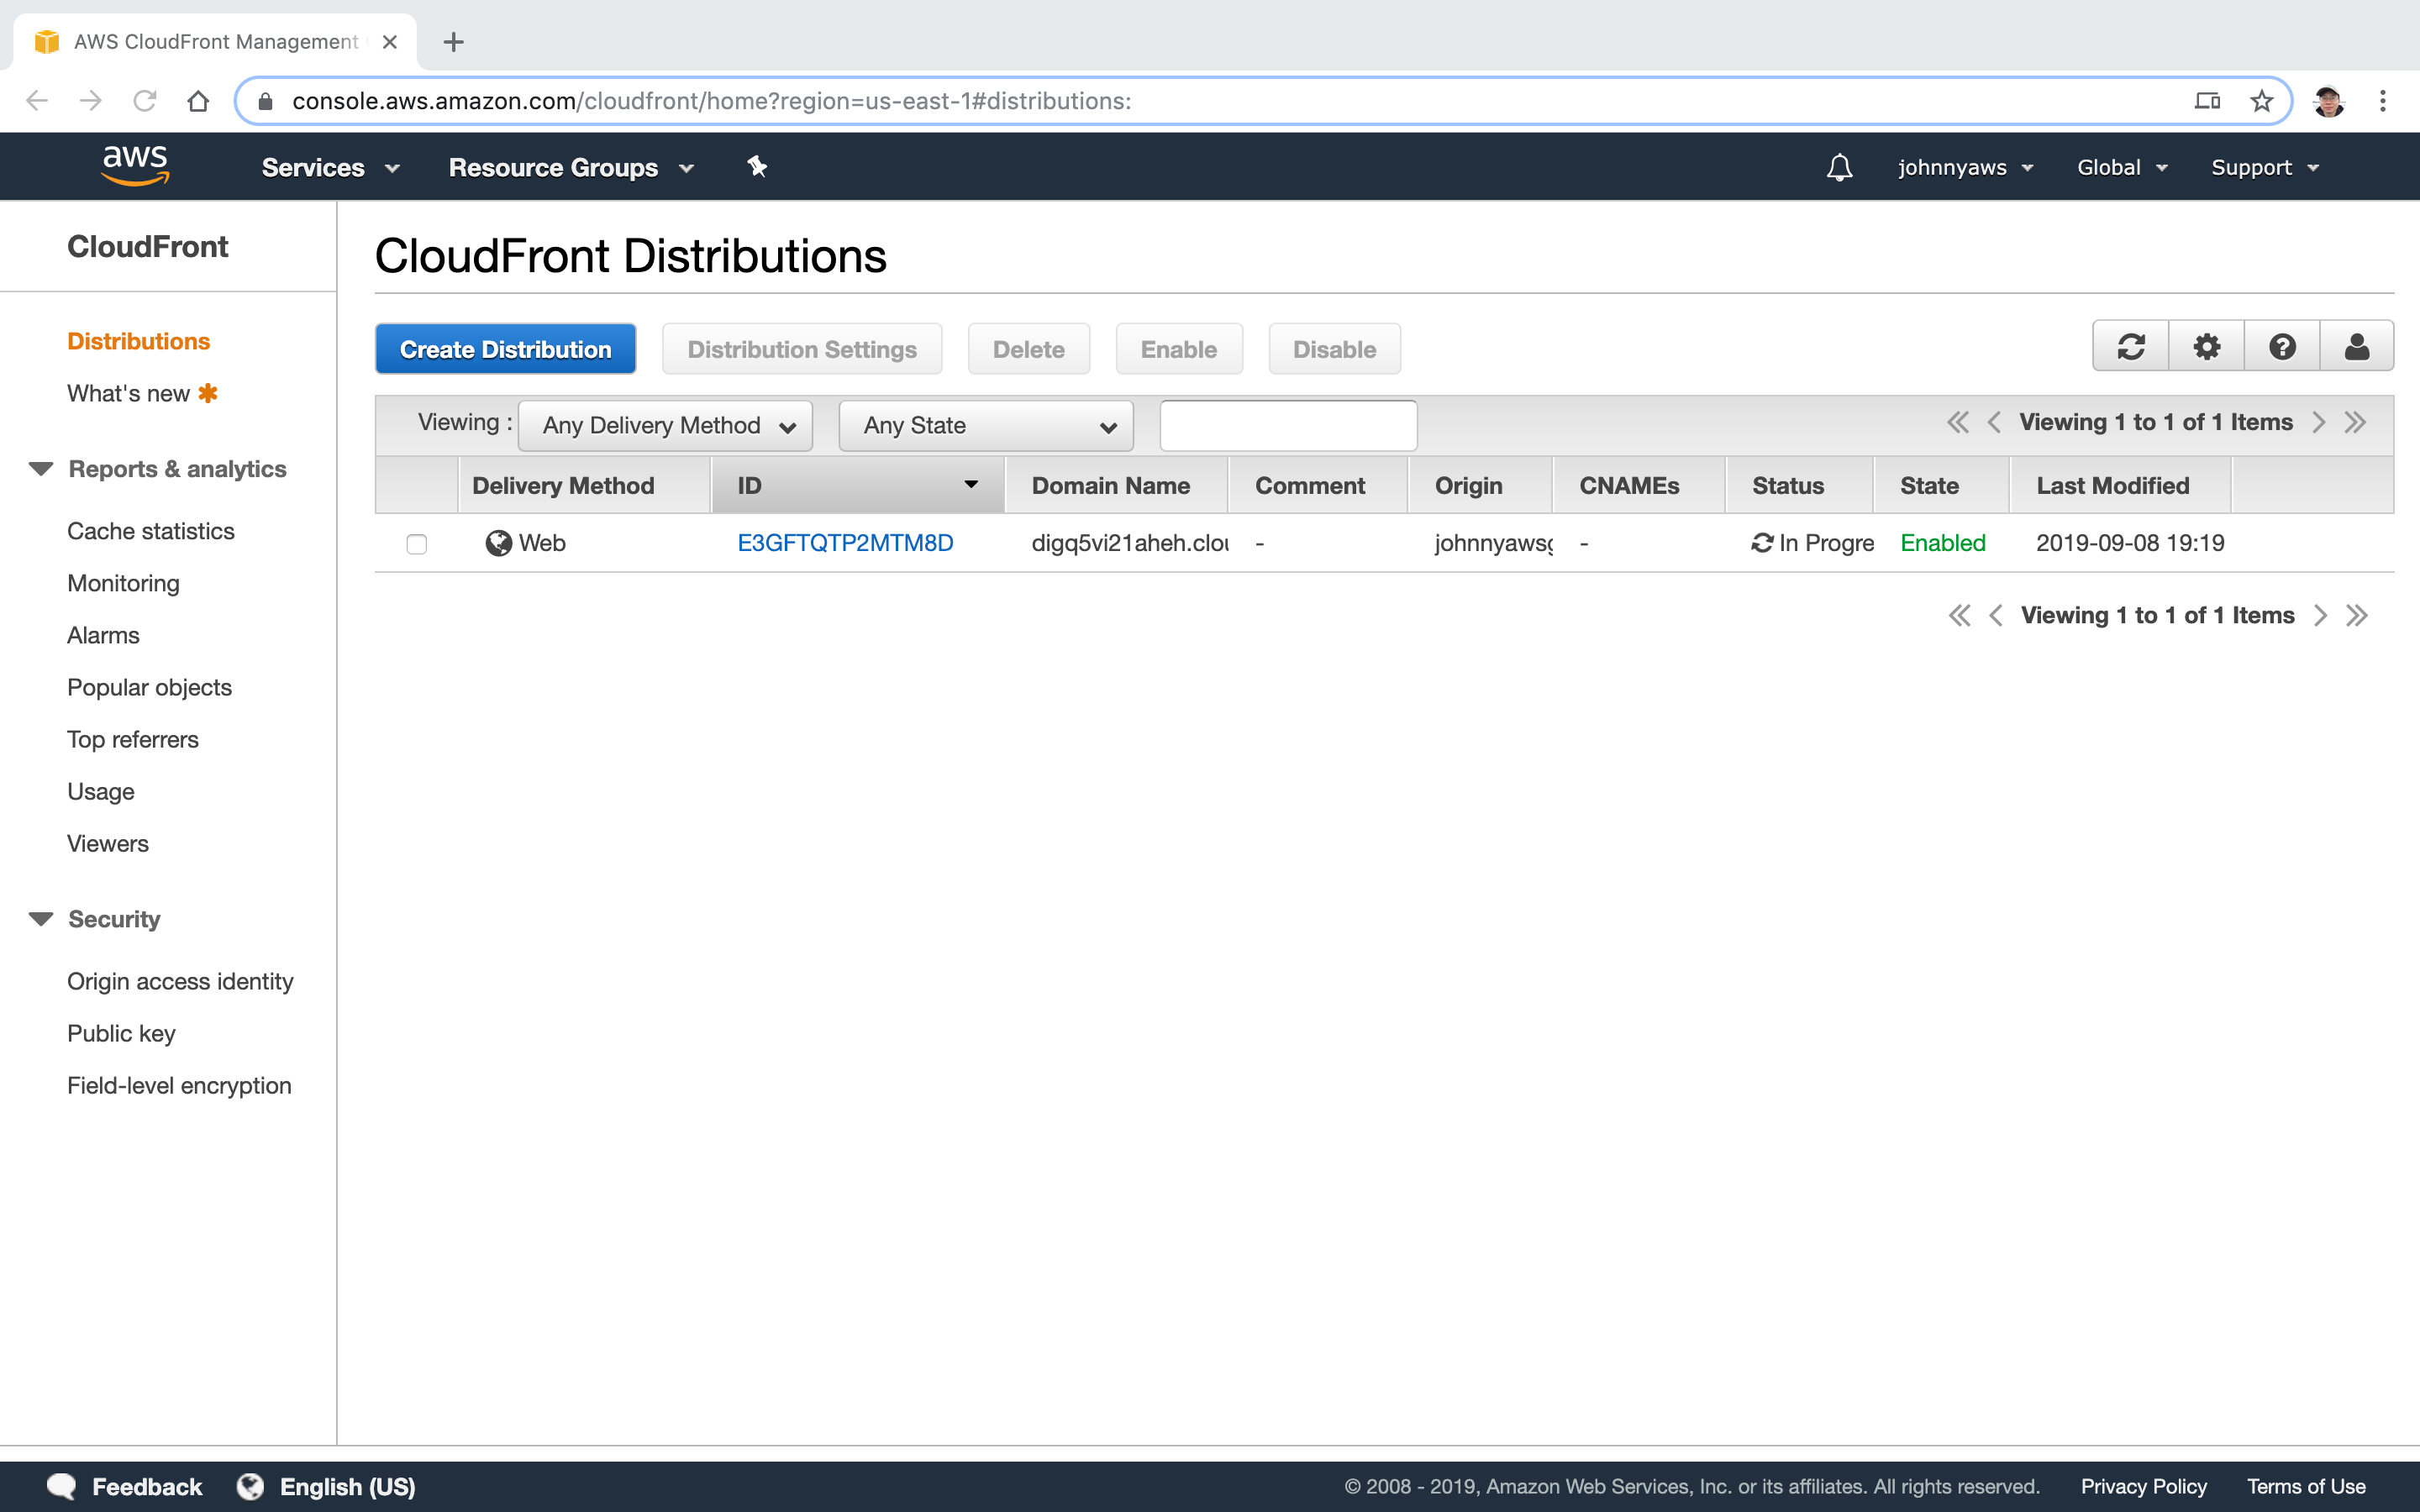 AWS CloudFront Management
console.aws.amazon.com/cloudfront/home?region=us-east-1#distributions:
aws Services Resource Groups johnnyaws Global Support
CloudFront
Distributions
What's new
Reports & analytics
Cache statistics
Monitoring
Alarms
Popular objects
Top referrers
Usage
Viewers
Security
Origin access identity
Public key
Field-level encryption
CloudFront Distributions
Create Distribution Distribution Settings Delete Enable Disable
Viewing : Any Delivery Method Any State Viewing 1 to 1 of 1 Items
Delivery Method ID Domain Name Comment Origin CNAMEs Status State Last Modified
Web E3GFTQTP2MTM8D digq5vi21aheh.clou - johnnyaws - In Progre Enabled 2019-09-08 19:19
Viewing 1 to 1 of 1 Items
Feedback English (US) © 2008 - 2019, Amazon Web Services, Inc. or its affiliates. All rights reserved. Privacy Policy Terms of Use